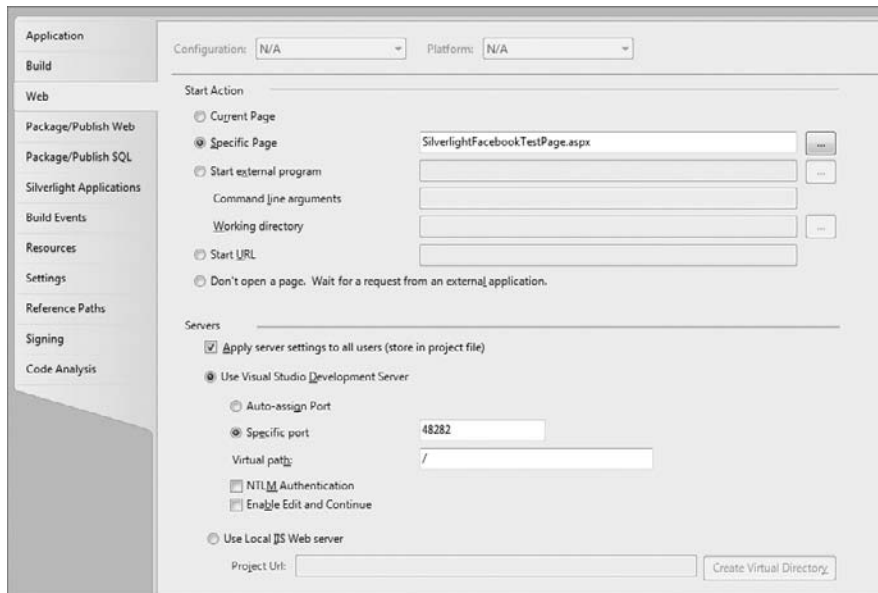 Application
Build
Web
Package/Publish Web
Package/Publish SQL
Silverlight Applications
Build Events
Resources
Settings
Reference Paths
Signing
Code Analysis
Configuration: N/A Platform: N/A
Start Action
Current Page
Specific Page SilverlightFacebookTestPage.aspx ...
Start external program ...
Command line arguments
Working directory ...
Start URL
Don't open a page. Wait for a request from an external application.
Servers
Apply server settings to all users (store in project file)
Use Visual Studio Development Server
Auto-assign Port
Specific port 48282
Virtual path: /
NTLM Authentication
Enable Edit and Continue
Use Local IIS Web server
Project Url: Create Virtual Directory